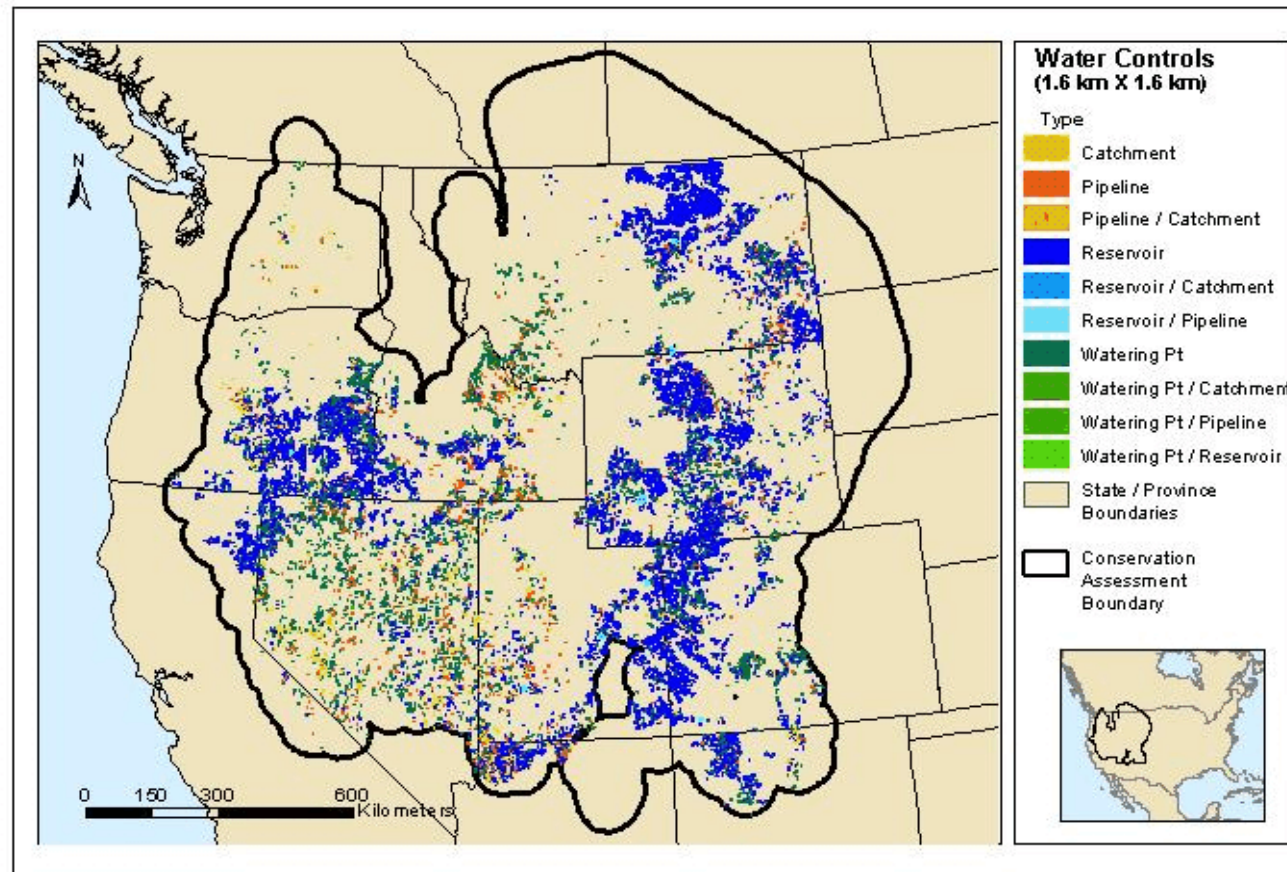 Water Controls
(1.6 km X 1.6 km)
Type
Catchment
Pipeline
Pipeline / Catchment
Reservoir
Reservoir / Catchment
Reservoir / Pipeline
Watering Pt
Watering Pt / Catchment
Watering Pt / Pipeline
Watering Pt / Reservoir
State / Province
Boundaries
Conservation
Assessment
Boundary
N
0 150 300 600
Kilometers